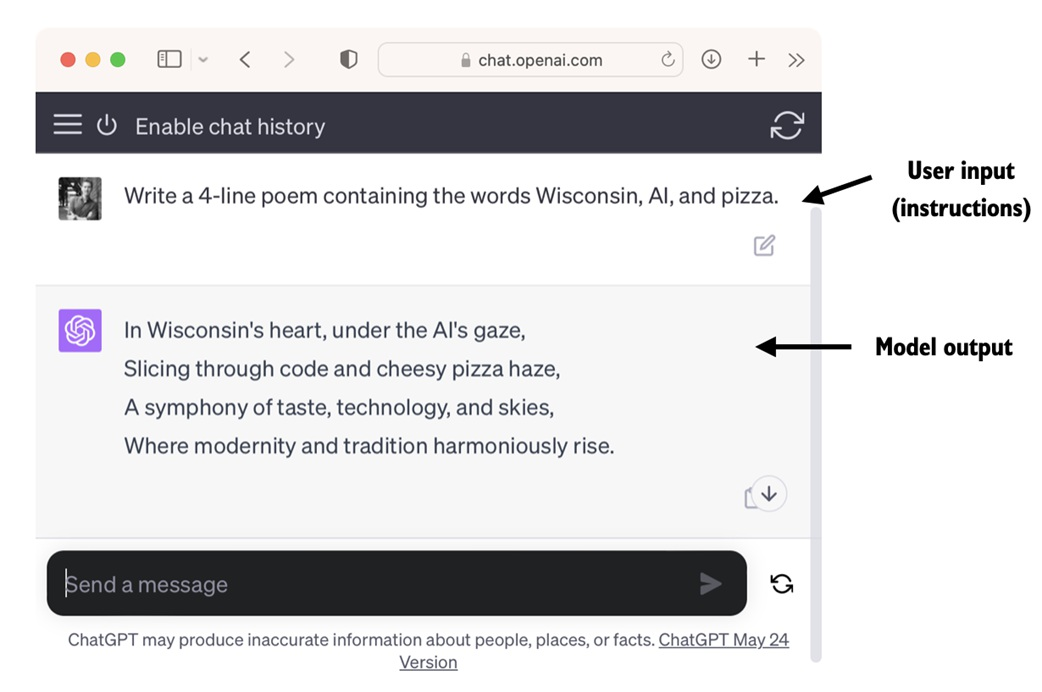 chat.openai.com
Enable chat history
Write a 4-line poem containing the words Wisconsin, AI, and pizza.
User input
(instructions)
In Wisconsin's heart, under the AI's gaze,
Slicing through code and cheesy pizza haze,
A symphony of taste, technology, and skies,
Where modernity and tradition harmoniously rise.
Model output
Send a message
ChatGPT may produce inaccurate information about people, places, or facts. ChatGPT May 24
Version